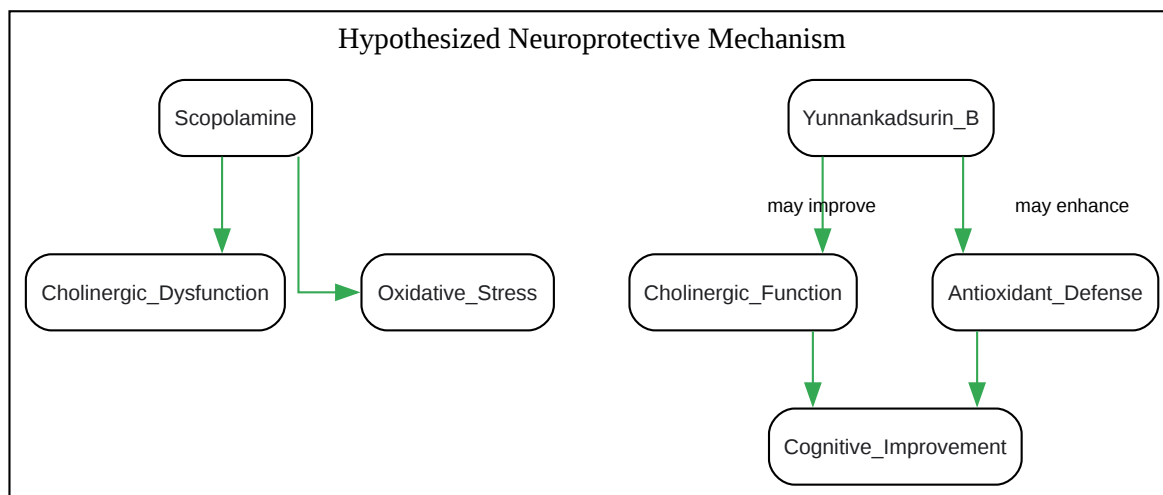 Hypothesized Neuroprotective Mechanism
Scopolamine
Yunnankadsurin_B
may improve
may enhance
Cholinergic_Dysfunction
Oxidative_Stress
Cholinergic_Function
Antioxidant_Defense
Cognitive_Improvement